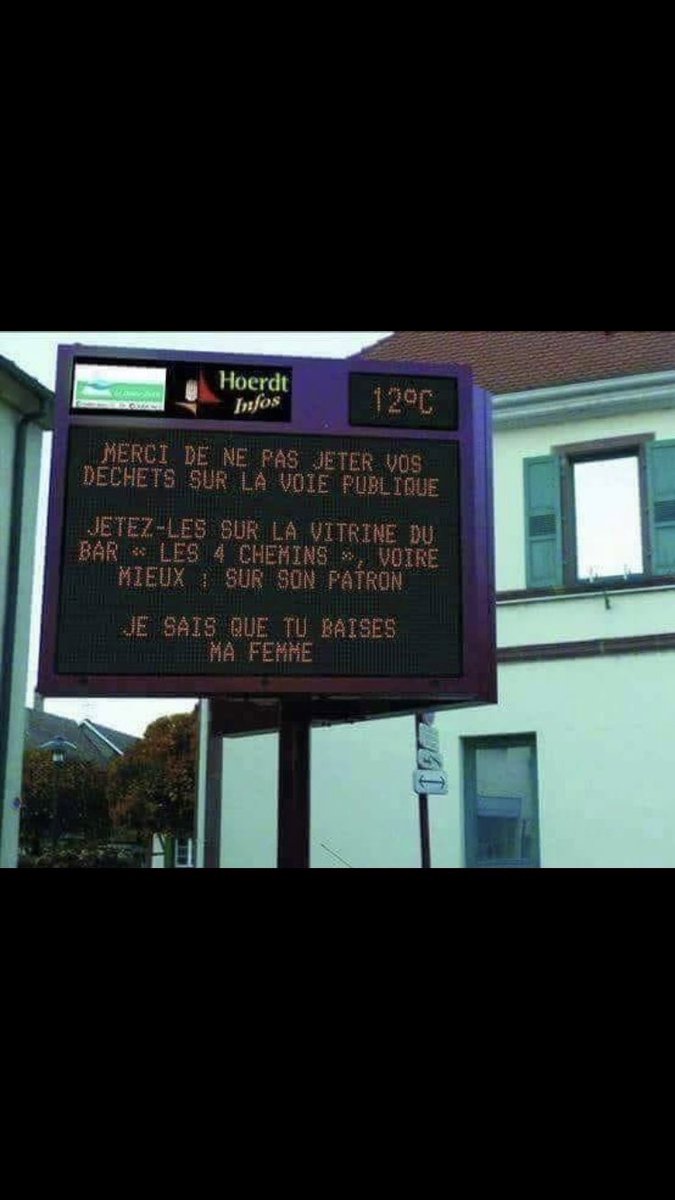 Hoerdt
Infos
12°C
MERCI DE NE PAS JETER VOS
DECHETS SUR LA VOIE PUBLIQUE
JETEZ-LES SUR LA VITRINE DU
BAR « LES 4 CHEMINS », VOIRE
MIEUX : SUR SON PATRON
JE SAIS QUE TU BAISES
MA FEMME